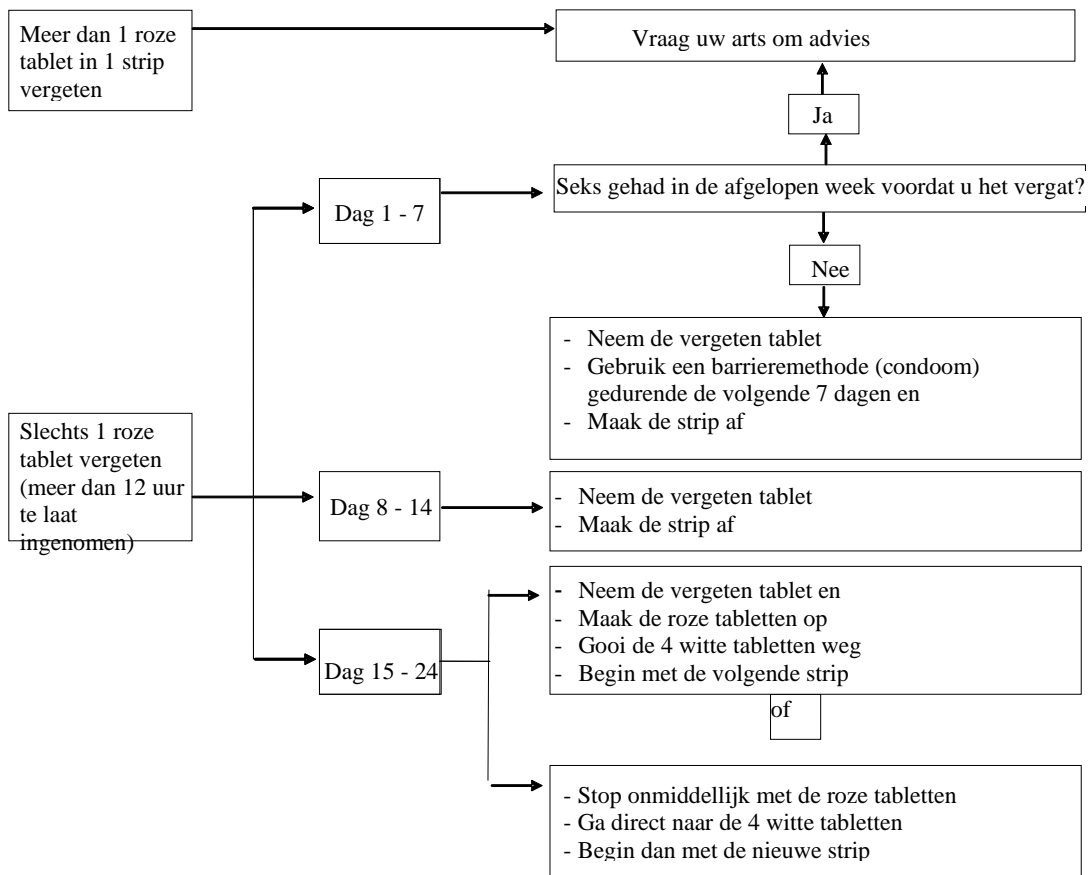 Meer dan 1 roze
tablet in 1 strip
vergeten
Vraag uw arts om advies
Ja
Seks gehad in de afgelopen week voordat u het vergat?
Dag 1 - 7
Nee
- Neem de vergeten tablet
- Gebruik een barrieremethode (condoom)
gedurende de volgende 7 dagen en
- Maak de strip af
Slechts 1 roze
tablet vergeten
(meer dan 12 uur
te laat
ingenomen)
Dag 8 - 14
- Neem de vergeten tablet
- Maak de strip af
Dag 15 - 24
- Neem de vergeten tablet en
- Maak de roze tabletten op
- Gooi de 4 witte tabletten weg
- Begin met de volgende strip
of
- Stop onmiddellijk met de roze tabletten
- Ga direct naar de 4 witte tabletten
- Begin dan met de nieuwe strip